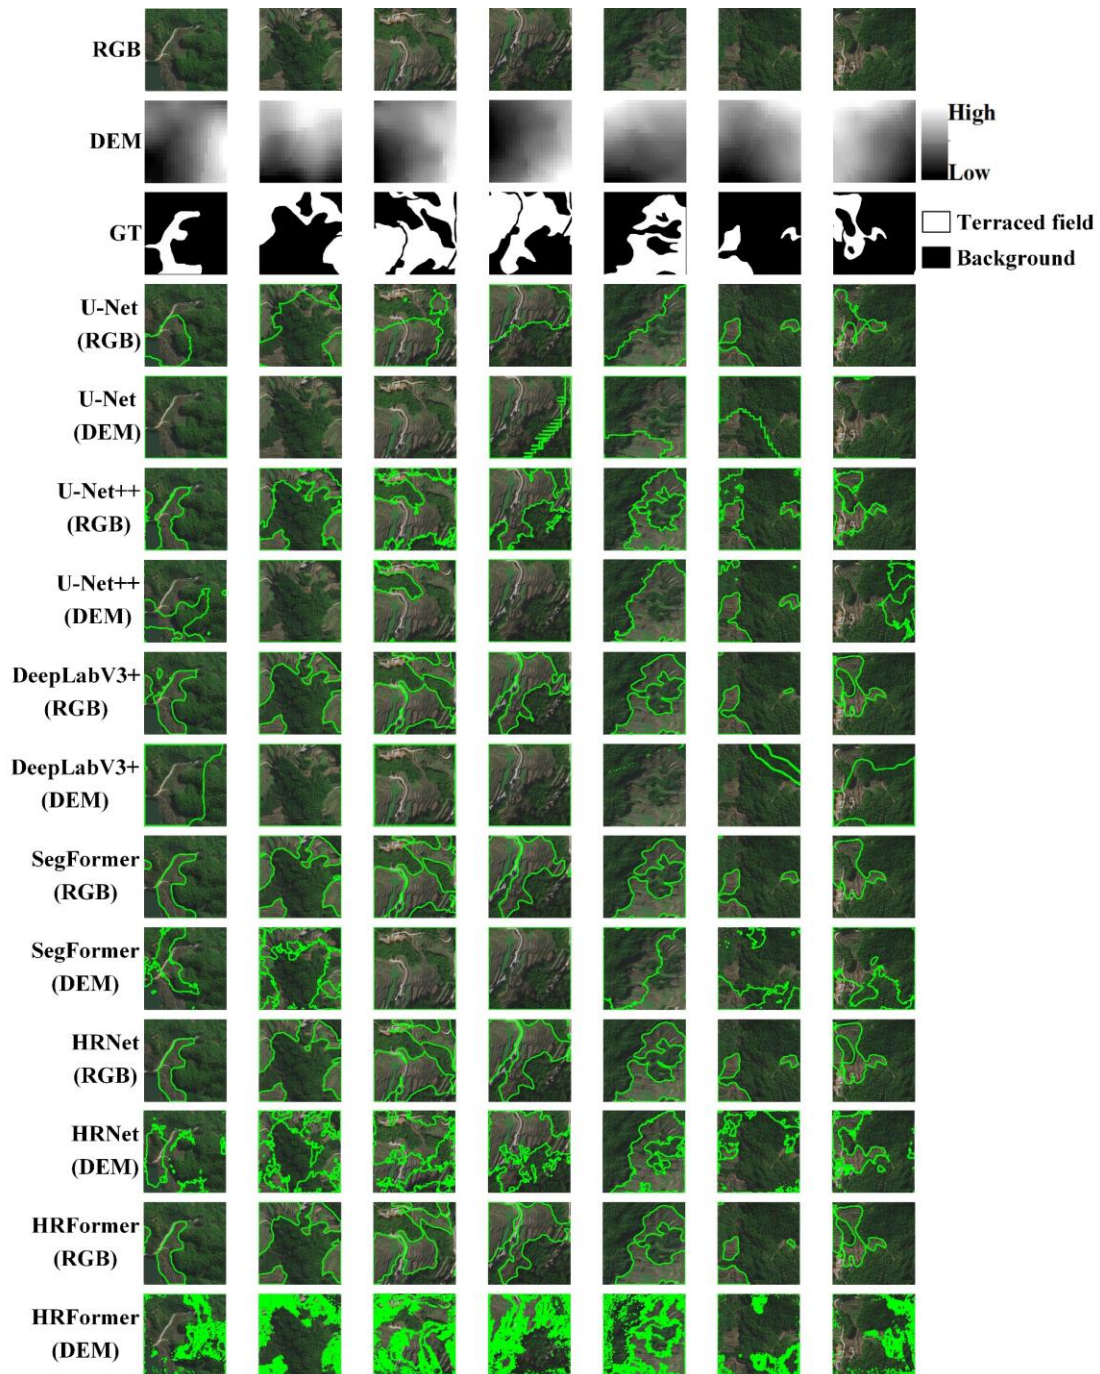 RGB
DEM
High
Low
GT
Terraced field
Background
U-Net
(RGB)
U-Net
(DEM)
U-Net++
(RGB)
U-Net++
(DEM)
DeepLabV3+
(RGB)
DeepLabV3+
(DEM)
SegFormer
(RGB)
SegFormer
(DEM)
HRNet
(RGB)
HRNet
(DEM)
HRFormer
(RGB)
HRFormer
(DEM)